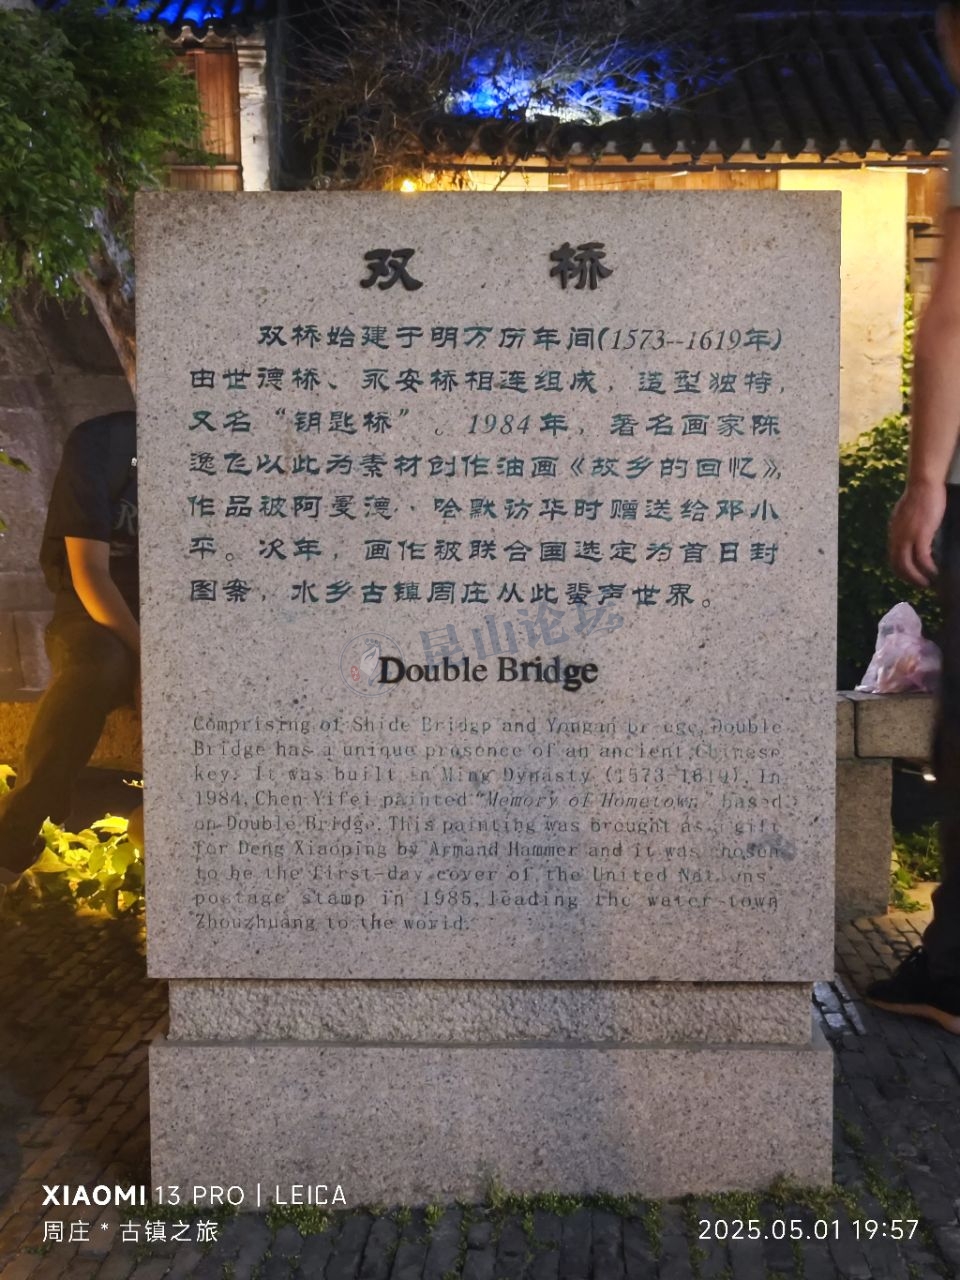 双 桥
双桥始建于明万历年间(1573--1619年)
由世德桥、永安桥相连组成，造型独特，
又名“钥匙桥”。1984年，著名画家陈
逸飞以此为素材创作油画《故乡的回忆》，
作品被阿曼德··哈默访华时赠送给邓小
平。次年，画作被联合国选定为首日封
图案，水乡古镇周庄从此蜚声世界。
昆山论坛
Double Bridge
Comprising of Shide Bridge and Yongan Double
Bridge has a unique presence of an ancient Chinese
key. It was built in Ming Dynasty (1573-1619). In
1984, Chen Yifei painted "Memory of Hometown" based
on Double Bridge. This painting was brought as a gift
for Deng Xiaoping by Armand Hammer and it was chosen
to be the first-day cover of the United Nations
postage stamp in 1985, leading the water-town
Zhouzhuang to the world.
XIAOMI 13 PRO | LEICA
周庄 * 古镇之旅
2025.05.01 19:57